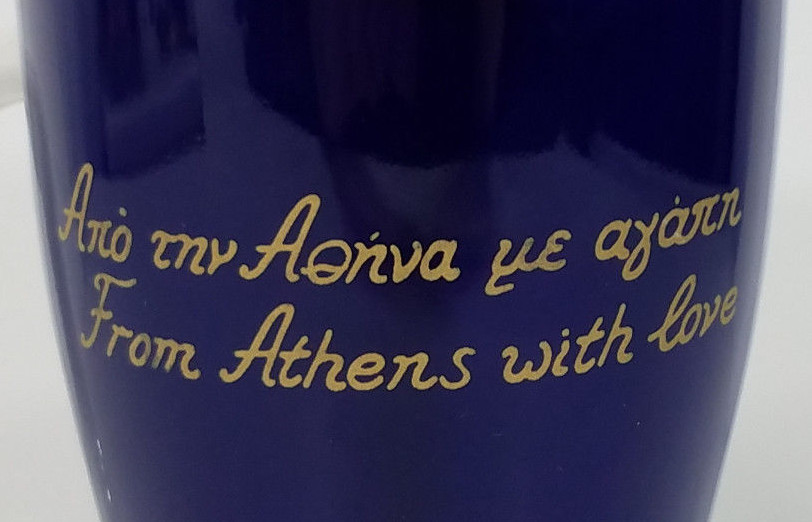 Από την Αθήνα με αγάπη
From Athens with love